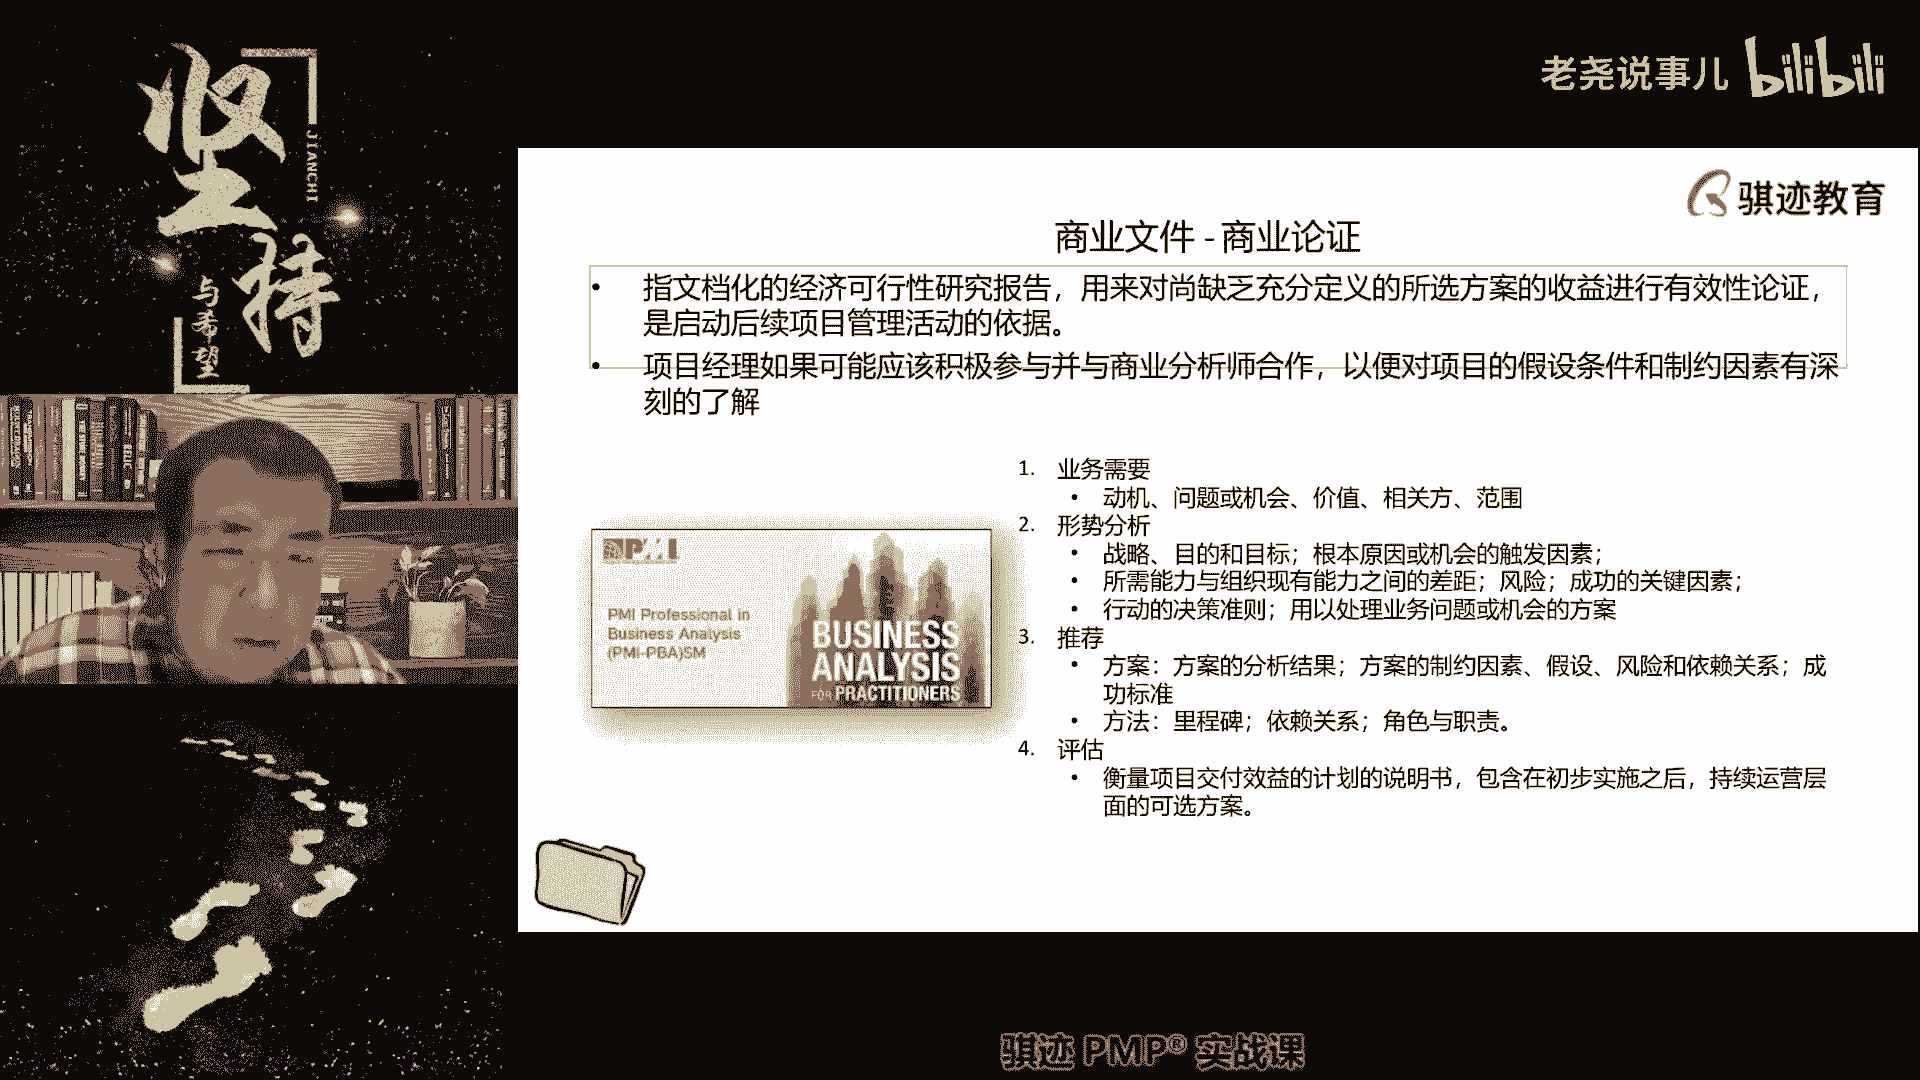 坚持
JIANCHI
与希望
老尧说事儿 bilibili
骐迹教育
商业文件 - 商业论证
• 指文档化的经济可行性研究报告，用来对尚缺乏充分定义的所选方案的收益进行有效性论证，
是启动后续项目管理活动的依据。
• 项目经理如果可能应该积极参与并与商业分析师合作，以便对项目的假设条件和制约因素有深
刻的了解
PMI
PMI Professional in
Business Analysis
(PMI-PBA)SM
BUSINESS
ANALYSIS
FOR PRACTITIONERS
1. 业务需要
• 动机、问题或机会、价值、相关方、范围
2. 形势分析
• 战略、目的和目标；根本原因或机会的触发因素；
• 所需能力与组织现有能力之间的差距；风险；成功的关键因素；
• 行动的决策准则；用以处理业务问题或机会的方案
3. 推荐
• 方案：方案的分析结果；方案的制约因素、假设、风险和依赖关系；成
功标准
• 方法：里程碑；依赖关系；角色与职责。
4. 评估
• 衡量项目交付效益的计划的说明书，包含在初步实施之后，持续运营层
面的可选方案。
骐迹 PMP® 实战课